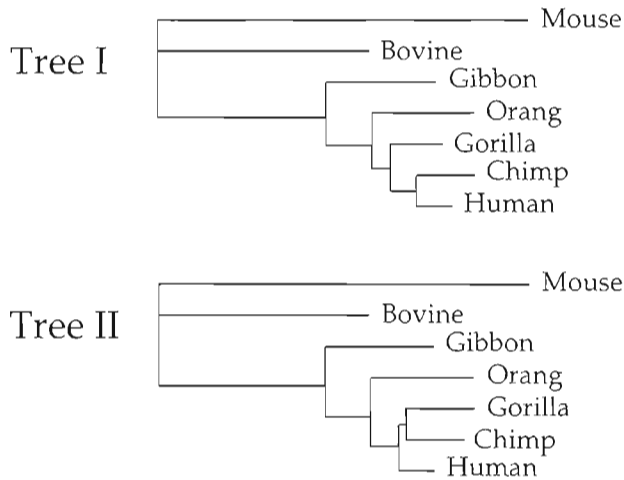 Mouse
Bovine
Tree I
Gibbon
Orang
Gorilla
Chimp
Human
Mouse
Bovine
Tree II
Gibbon
Orang
Gorilla
Chimp
Human